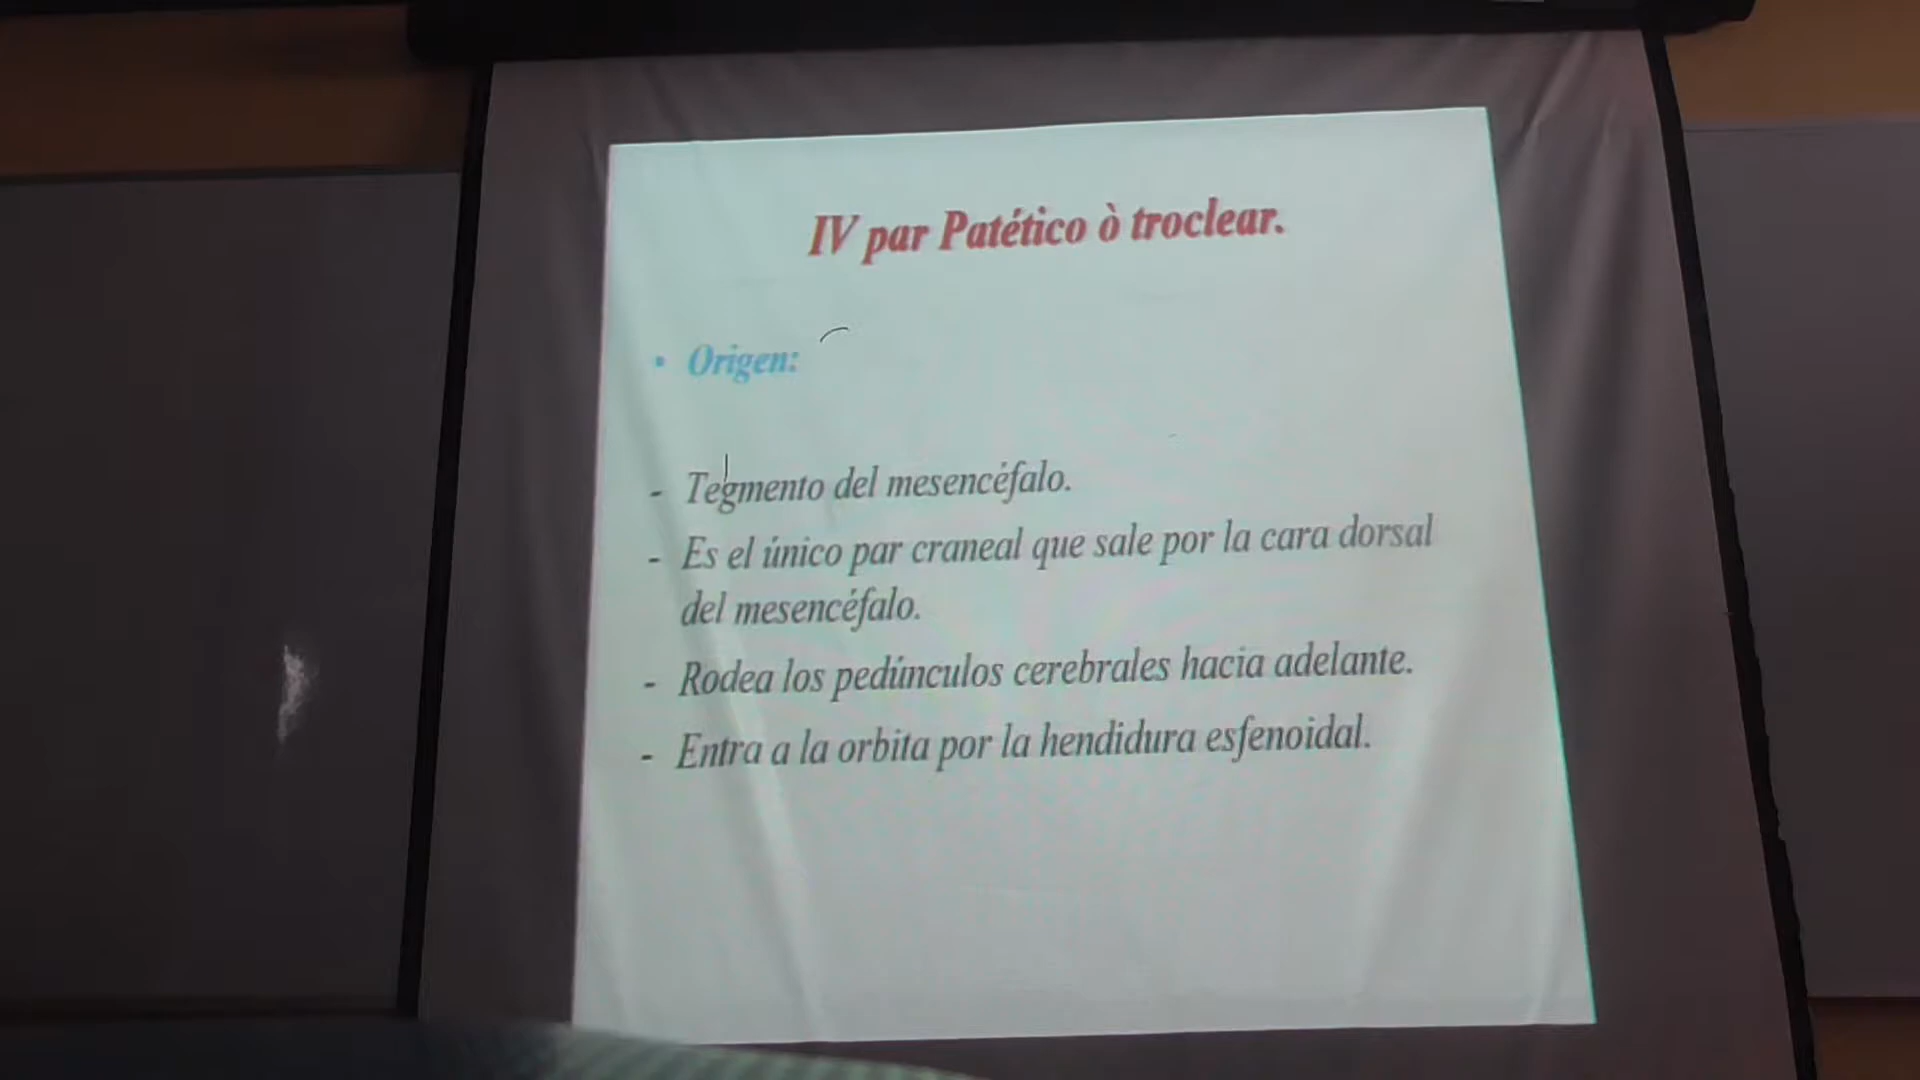 IV par Patético ò troclear.
• Origen:
- Tegmento del mesencéfalo.
- Es el único par craneal que sale por la cara dorsal
del mesencéfalo.
- Rodea los pedúnculos cerebrales hacia adelante.
- Entra a la orbita por la hendidura esfenoidal.